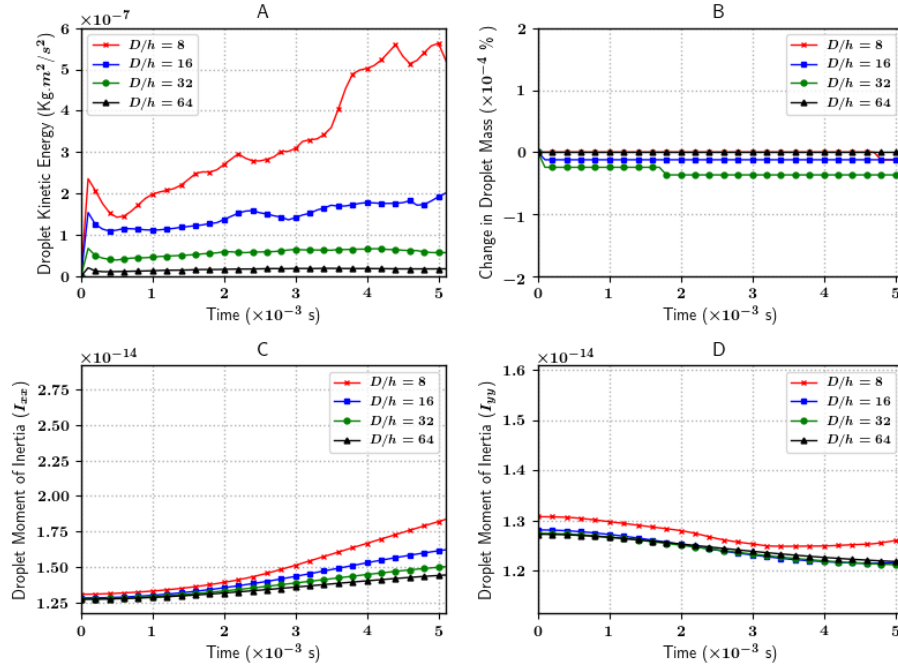 A
×10⁻⁷
Droplet Kinetic Energy (Kg.m²/s²)
6
5
4
3
2
1
0
D/h = 8
D/h = 16
D/h = 32
D/h = 64
0 1 2 3 4 5
Time (×10⁻³ s)
B
Change in Droplet Mass (×10⁻⁴ %)
2
1
0
−1
−2
D/h = 8
D/h = 16
D/h = 32
D/h = 64
0 1 2 3 4 5
Time (×10⁻³ s)
C
×10⁻¹⁴
Droplet Moment of Inertia (Iₓₓ)
2.75
2.50
2.25
2.00
1.75
1.50
1.25
D/h = 8
D/h = 16
D/h = 32
D/h = 64
0 1 2 3 4 5
Time (×10⁻³ s)
D
×10⁻¹⁴
Droplet Moment of Inertia (I_yy)
1.6
1.5
1.4
1.3
1.2
D/h = 8
D/h = 16
D/h = 32
D/h = 64
0 1 2 3 4 5
Time (×10⁻³ s)